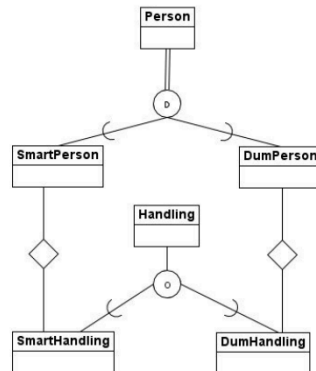 Person
D
SmartPerson
DumPerson
Handling
O
SmartHandling
DumHandling